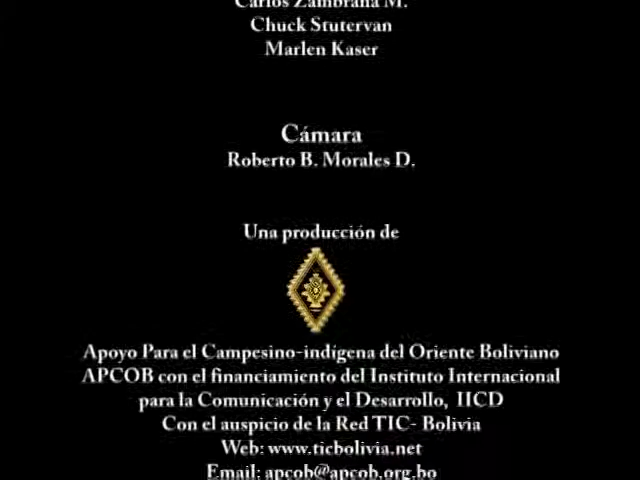 Carlos Zambrana M.
Chuck Stutervan
Marlen Kaser
Cámara
Roberto B. Morales D.
Una producción de
Apoyo Para el Campesino-indígena del Oriente Boliviano
APCOB con el financiamiento del Instituto Internacional
para la Comunicación y el Desarrollo, IICD
Con el auspicio de la Red TIC- Bolivia
Web: www.ticbolivia.net
Email: apcob@apcob.org.bo